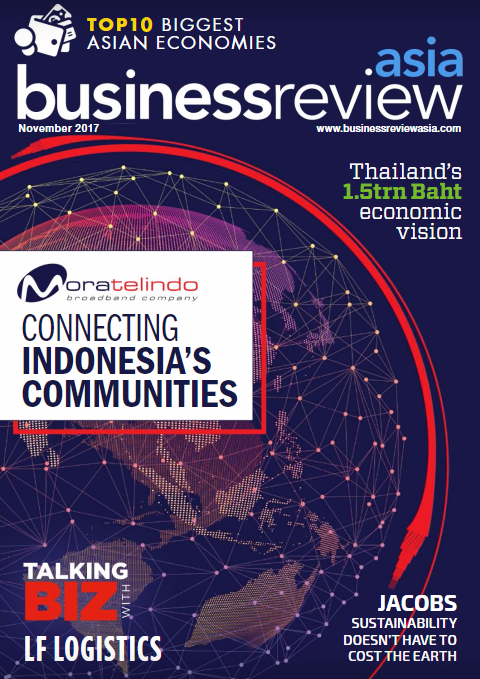 TOP10 BIGGEST
ASIAN ECONOMIES
asia
businessreview
November 2017
www.businessreviewasia.com
Thailand's
1.5trn Baht
economic
vision
Moratelindo
broadband company
CONNECTING
INDONESIA'S
COMMUNITIES
TALKING
BIZ WITH
LF LOGISTICS
JACOBS
SUSTAINABILITY
DOESN'T HAVE TO
COST THE EARTH